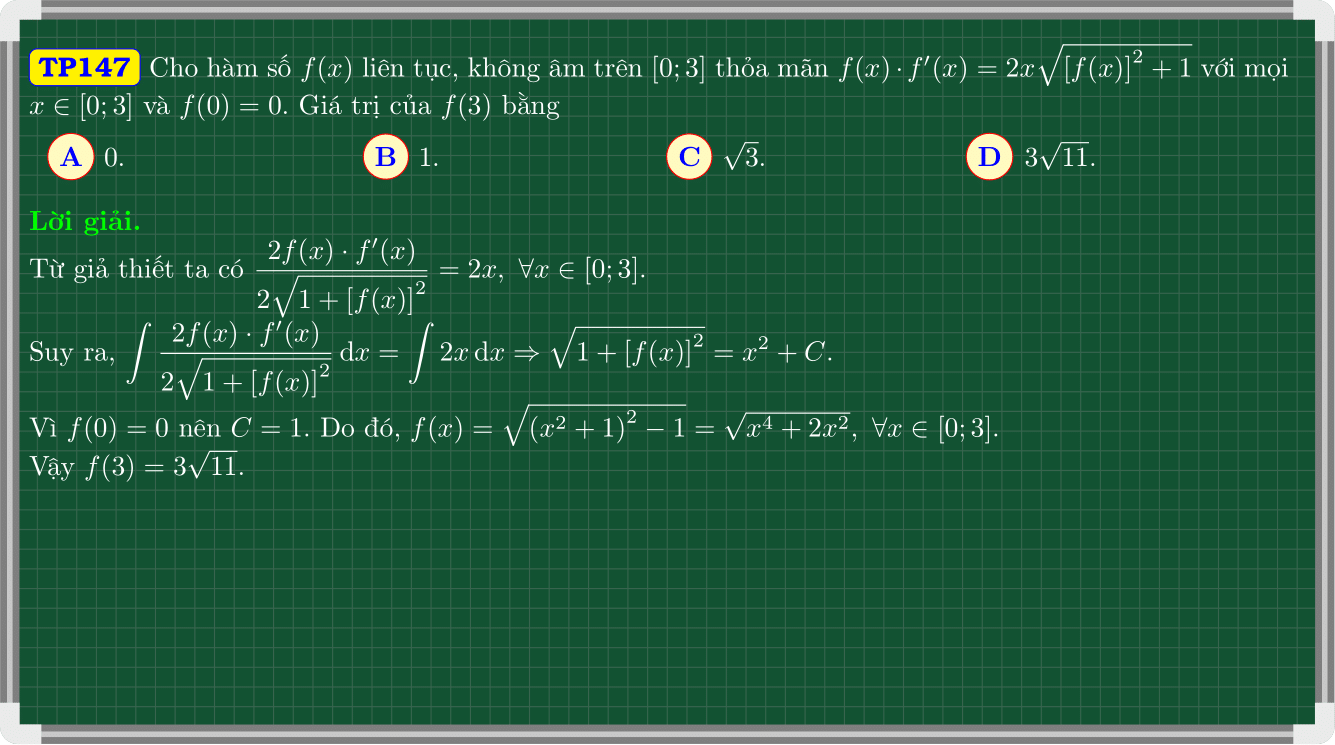 TP147 Cho hàm số $f(x)$ liên tục, không âm trên $[0;3]$ thỏa mãn $f(x) \cdot f'(x) = 2x\sqrt{[f(x)]^2+1}$ với mọi
$x \in [0;3]$ và $f(0) = 0$. Giá trị của $f(3)$ bằng
A 0. B 1. C $\sqrt{3}$. D $3\sqrt{11}$.
Lời giải.
Từ giả thiết ta có $\dfrac{2f(x) \cdot f'(x)}{2\sqrt{1+[f(x)]^2}} = 2x,\ \forall x \in [0;3]$.
Suy ra, $\displaystyle\int \dfrac{2f(x) \cdot f'(x)}{2\sqrt{1+[f(x)]^2}}\,\mathrm{d}x = \int 2x\,\mathrm{d}x \Rightarrow \sqrt{1+[f(x)]^2} = x^2 + C$.
Vì $f(0) = 0$ nên $C = 1$. Do đó, $f(x) = \sqrt{(x^2+1)^2 - 1} = \sqrt{x^4+2x^2},\ \forall x \in [0;3]$.
Vậy $f(3) = 3\sqrt{11}$.